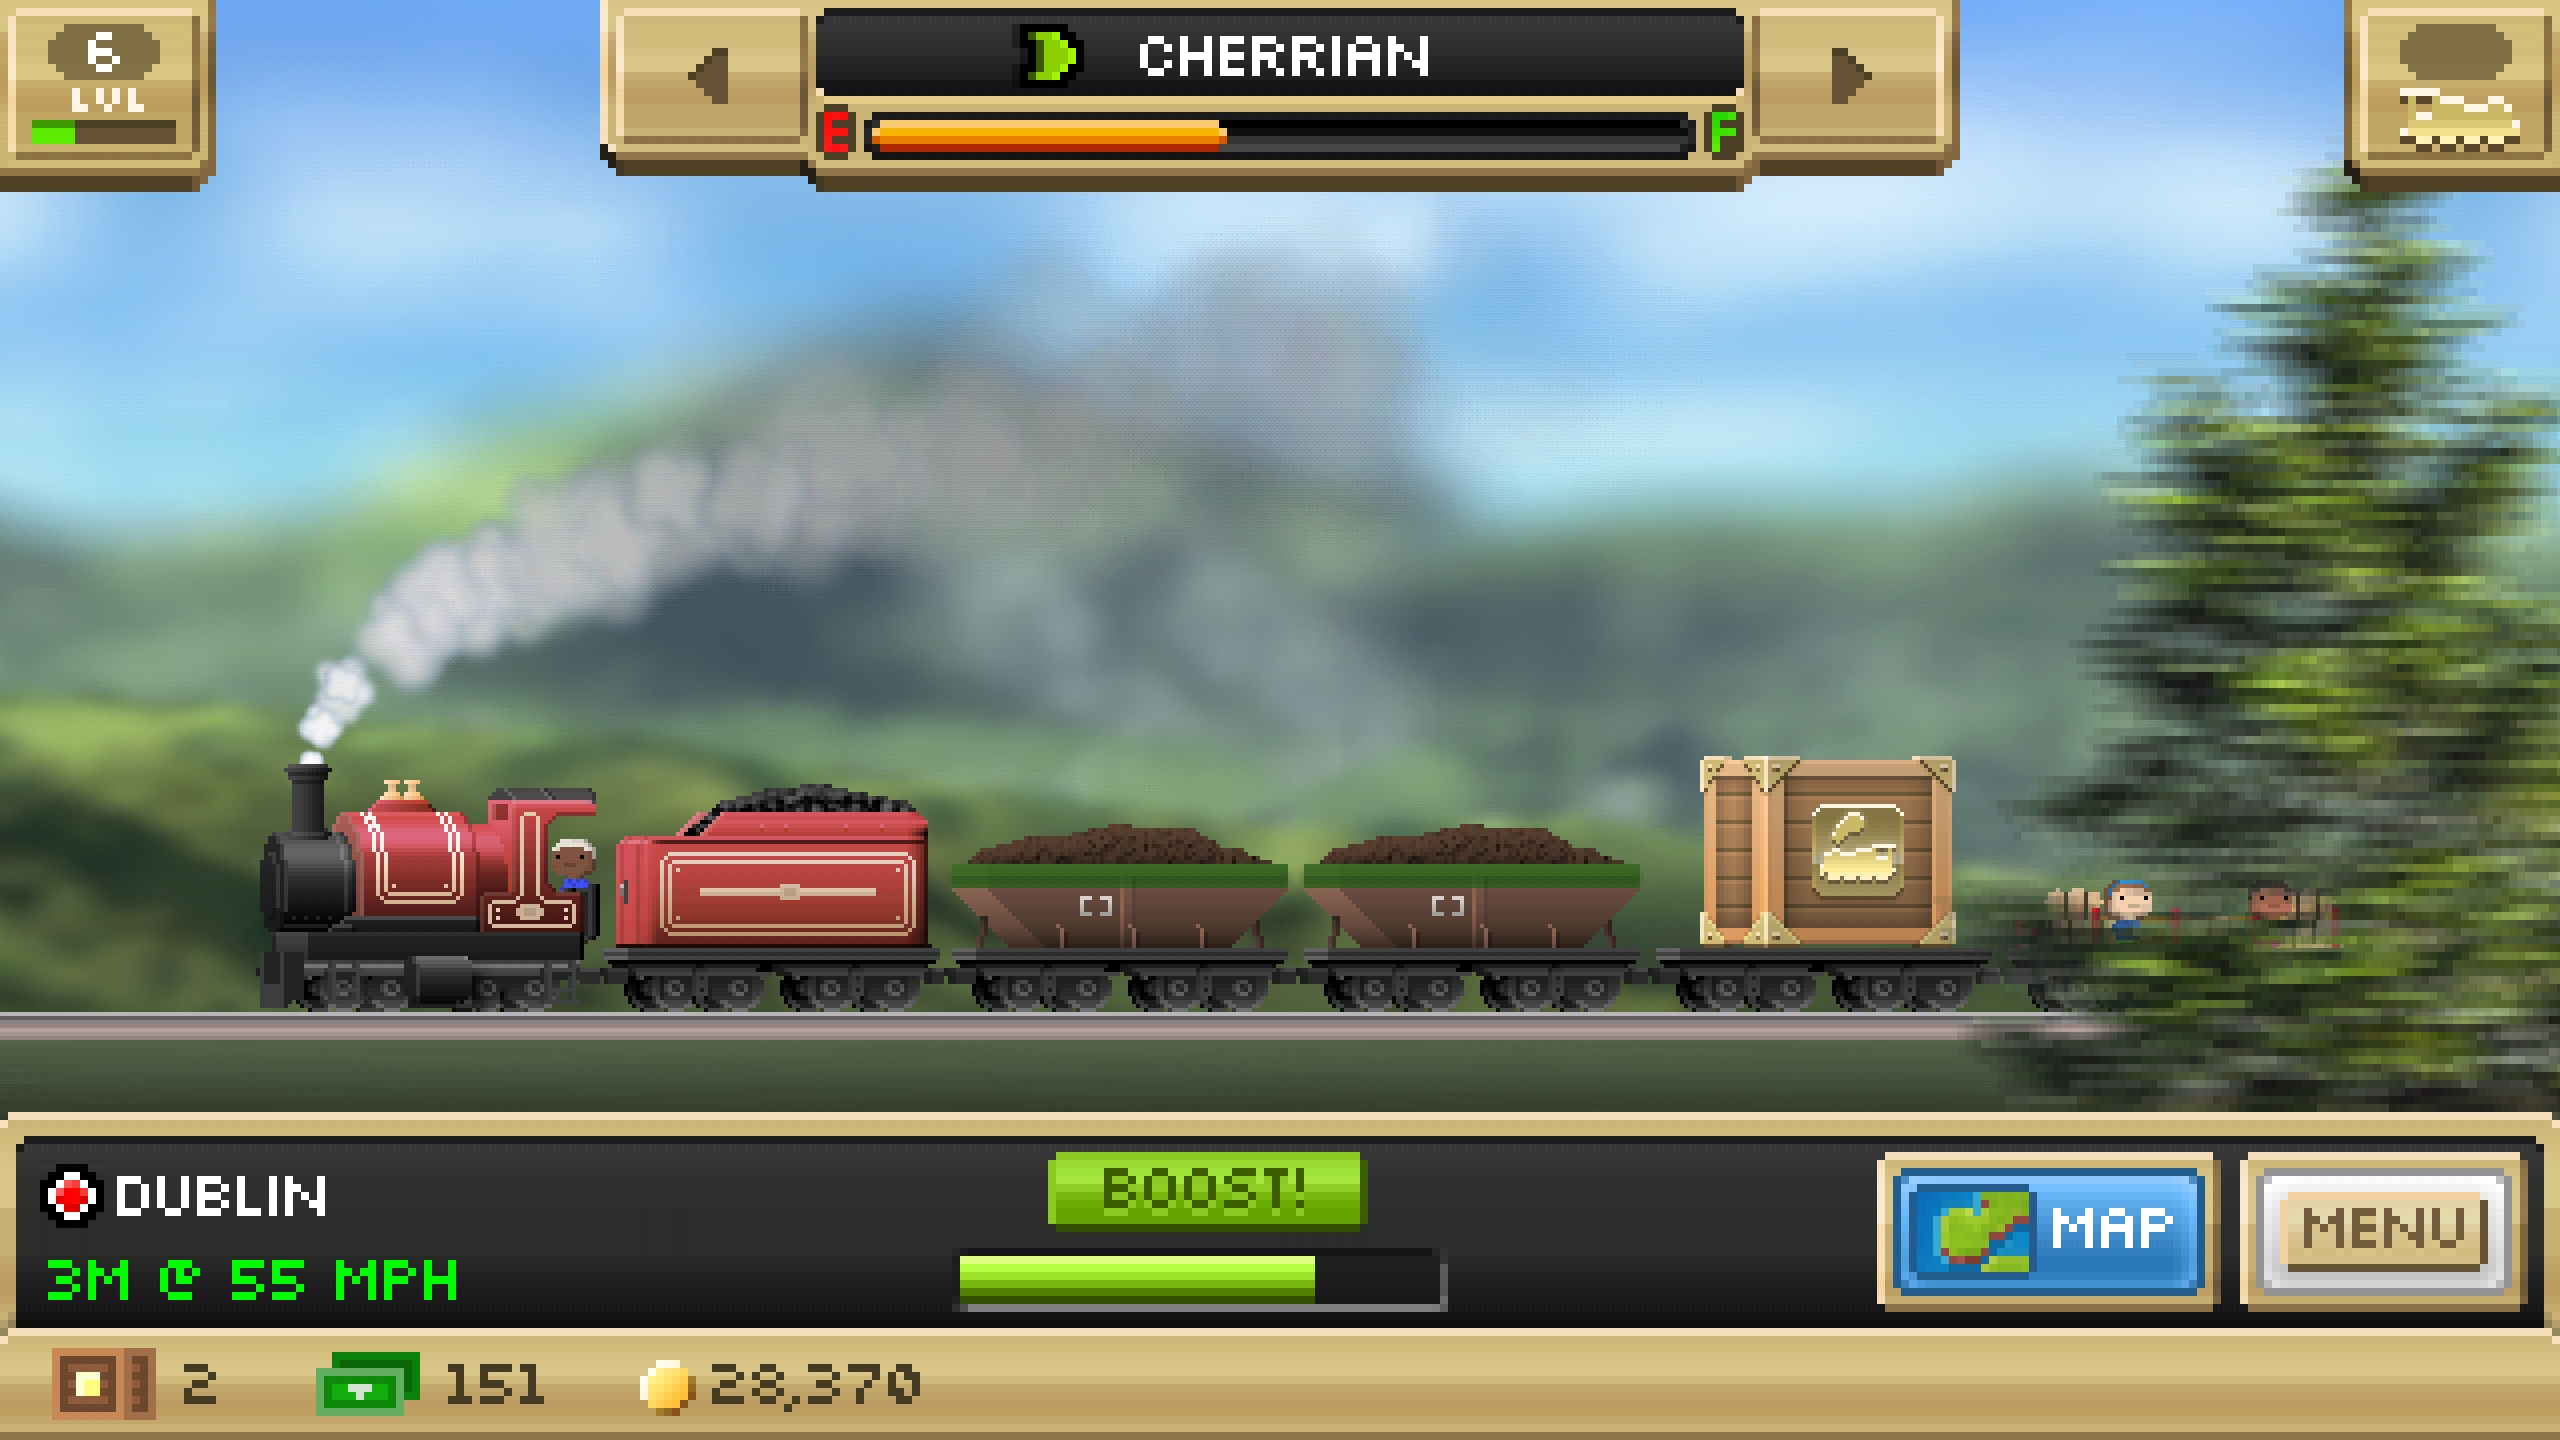 6
LVL
CHERRIAN
E F
DUBLIN
BOOST!
3M @ 55 MPH
MAP
MENU
2 151 28,370